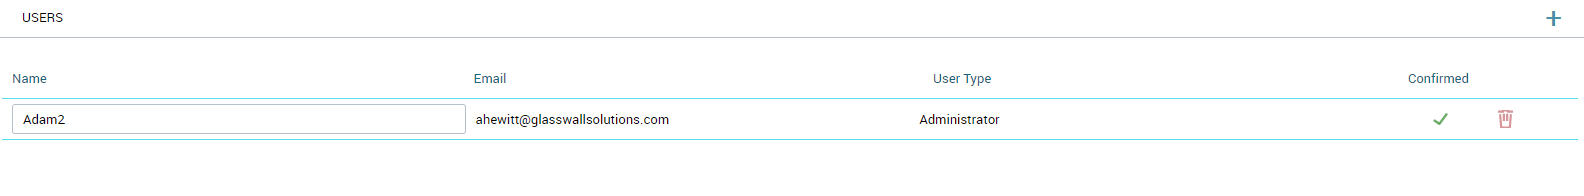 USERS
Name Email User Type Confirmed
Adam2 ahewitt@glasswallsolutions.com Administrator